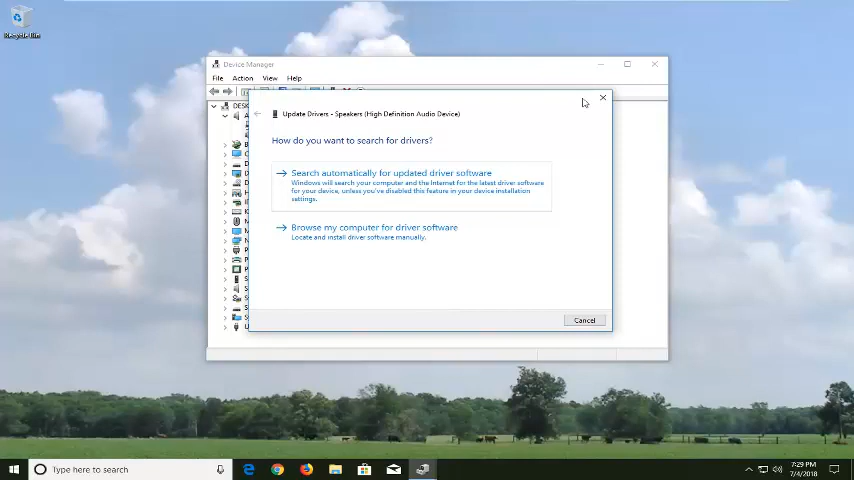 Recycle Bin
Device Manager
File Action View Help
Update Drivers - Speakers (High Definition Audio Device)
How do you want to search for drivers?
Search automatically for updated driver software
Windows will search your computer and the Internet for the latest driver software
for your device, unless you've disabled this feature in your device installation
settings.
Browse my computer for driver software
Locate and install driver software manually.
Cancel
Type here to search
7:29 PM
7/4/2018